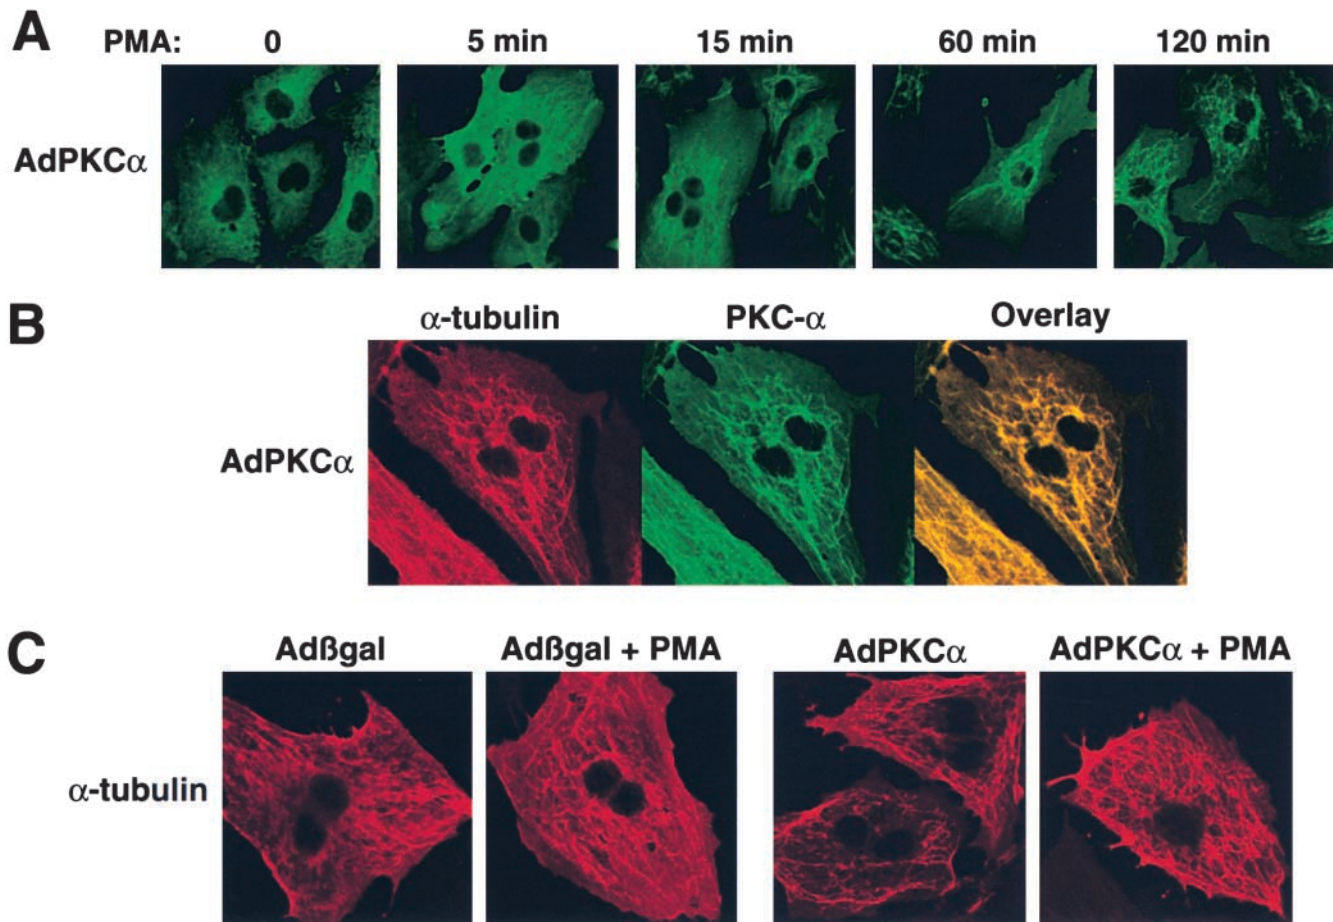 A
PMA: 0 5 min 15 min 60 min 120 min
AdPKCα
B
α-tubulin PKC-α Overlay
AdPKCα
C
Adßgal Adßgal + PMA AdPKCα AdPKCα + PMA
α-tubulin